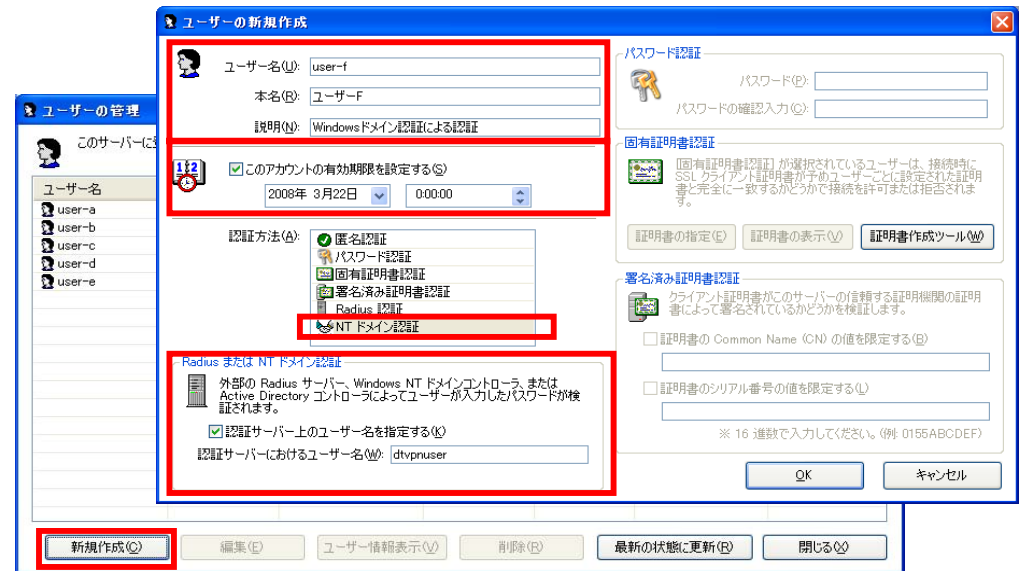 ユーザーの新規作成
ユーザー名(U): user-f
本名(R): ユーザーF
説明(N): Windowsドメイン認証による認証
このアカウントの有効期限を設定する(S)
2008年 3月22日 0:00:00
認証方法(A):
匿名認証
パスワード認証
固有証明書認証
署名済み証明書認証
Radius 認証
NT ドメイン認証
Radius または NT ドメイン認証
外部の Radius サーバー、Windows NT ドメインコントローラ、または
Active Directory コントローラによってユーザーが入力したパスワードが検
証されます。
認証サーバー上のユーザー名を指定する(K)
認証サーバーにおけるユーザー名(W): dtvpnuser
パスワード認証
パスワード(P):
パスワードの確認入力(C):
固有証明書認証
[固有証明書認証] が選択されているユーザーは、接続時に
SSL クライアント証明書が予めユーザーごとに設定された証明
書と完全に一致するかどうかで接続を許可または拒否されま
す。
証明書の指定(E) 証明書の表示(V) 証明書作成ツール(W)
署名済み証明書認証
クライアント証明書がこのサーバーの信頼する証明機関の証明
書によって署名されているかどうかを検証します。
証明書の Common Name (CN) の値を限定する(B)
証明書のシリアル番号の値を限定する(L)
※ 16 進数で入力してください。(例: 0155ABCDEF)
OK キャンセル
ユーザーの管理
このサーバーに
ユーザー名
user-a
user-b
user-c
user-d
user-e
新規作成(C) 編集(E) ユーザー情報表示(V) 削除(R) 最新の状態に更新(R) 閉じる(X)